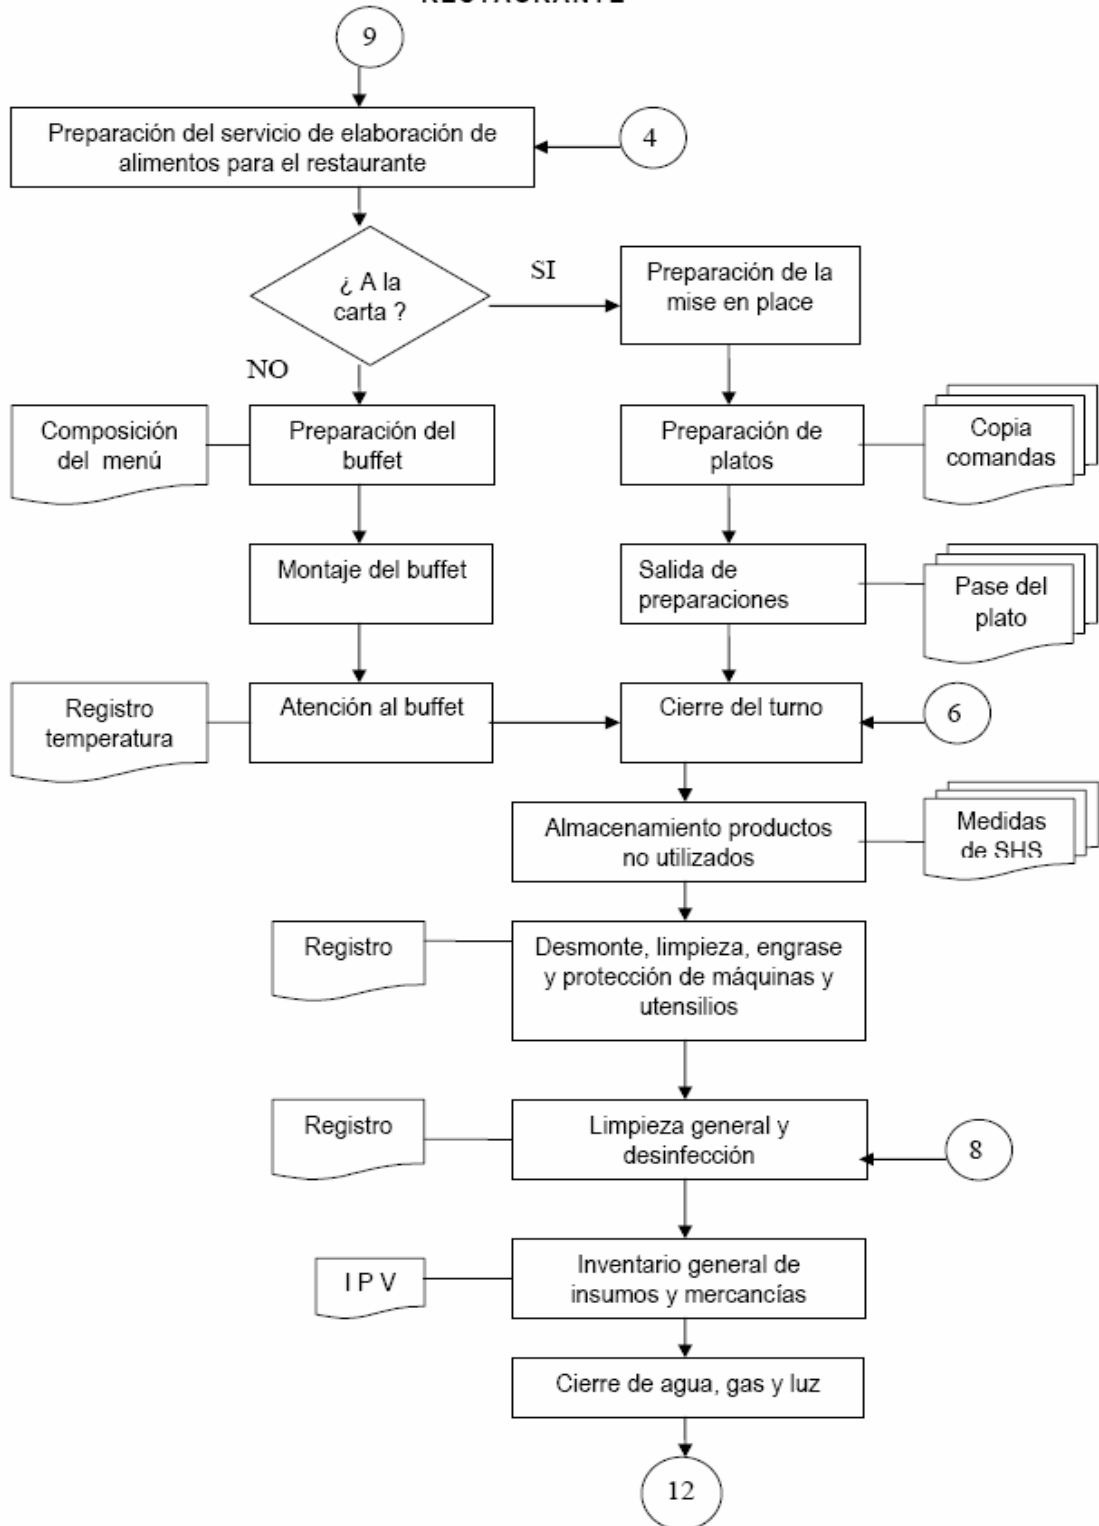 RESTAURANTE
9
Preparación del servicio de elaboración de
alimentos para el restaurante
4
¿ A la
carta ?
SI
Preparación de la
mise en place
NO
Composición
del menú
Preparación del
buffet
Preparación de
platos
Copia
comandas
Montaje del buffet
Salida de
preparaciones
Pase del
plato
Registro
temperatura
Atención al buffet
Cierre del turno
6
Almacenamiento productos
no utilizados
Medidas
de SHS
Registro
Desmonte, limpieza, engrase
y protección de máquinas y
utensilios
Registro
Limpieza general y
desinfección
8
I P V
Inventario general de
insumos y mercancías
Cierre de agua, gas y luz
12